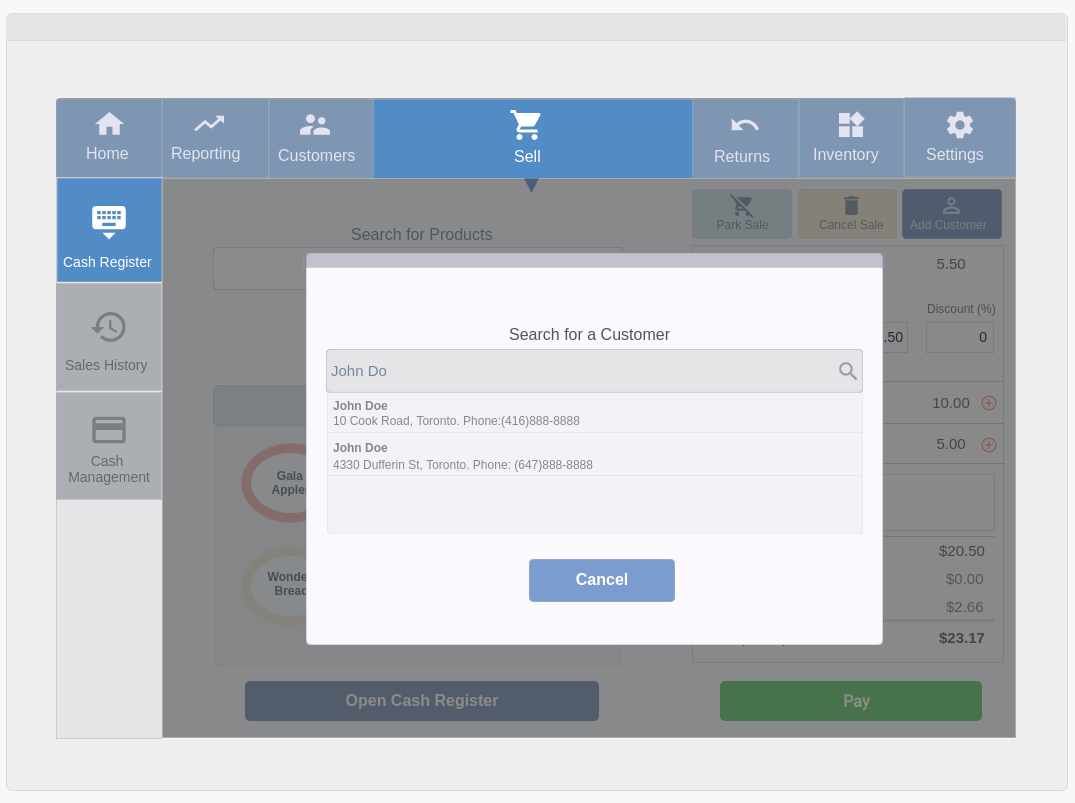 Home
Reporting
Customers
Sell
Returns
Inventory
Settings
Cash Register
Sales History
Cash
Management
Search for Products
Park Sale
Cancel Sale
Add Customer
5.50
Discount (%)
.50
0
10.00
5.00
Gala
Apples
Wonder
Bread
$20.50
$0.00
$2.66
$23.17
Search for a Customer
John Do
John Doe
10 Cook Road, Toronto. Phone:(416)888-8888
John Doe
4330 Dufferin St, Toronto. Phone: (647)888-8888
Cancel
Open Cash Register
Pay